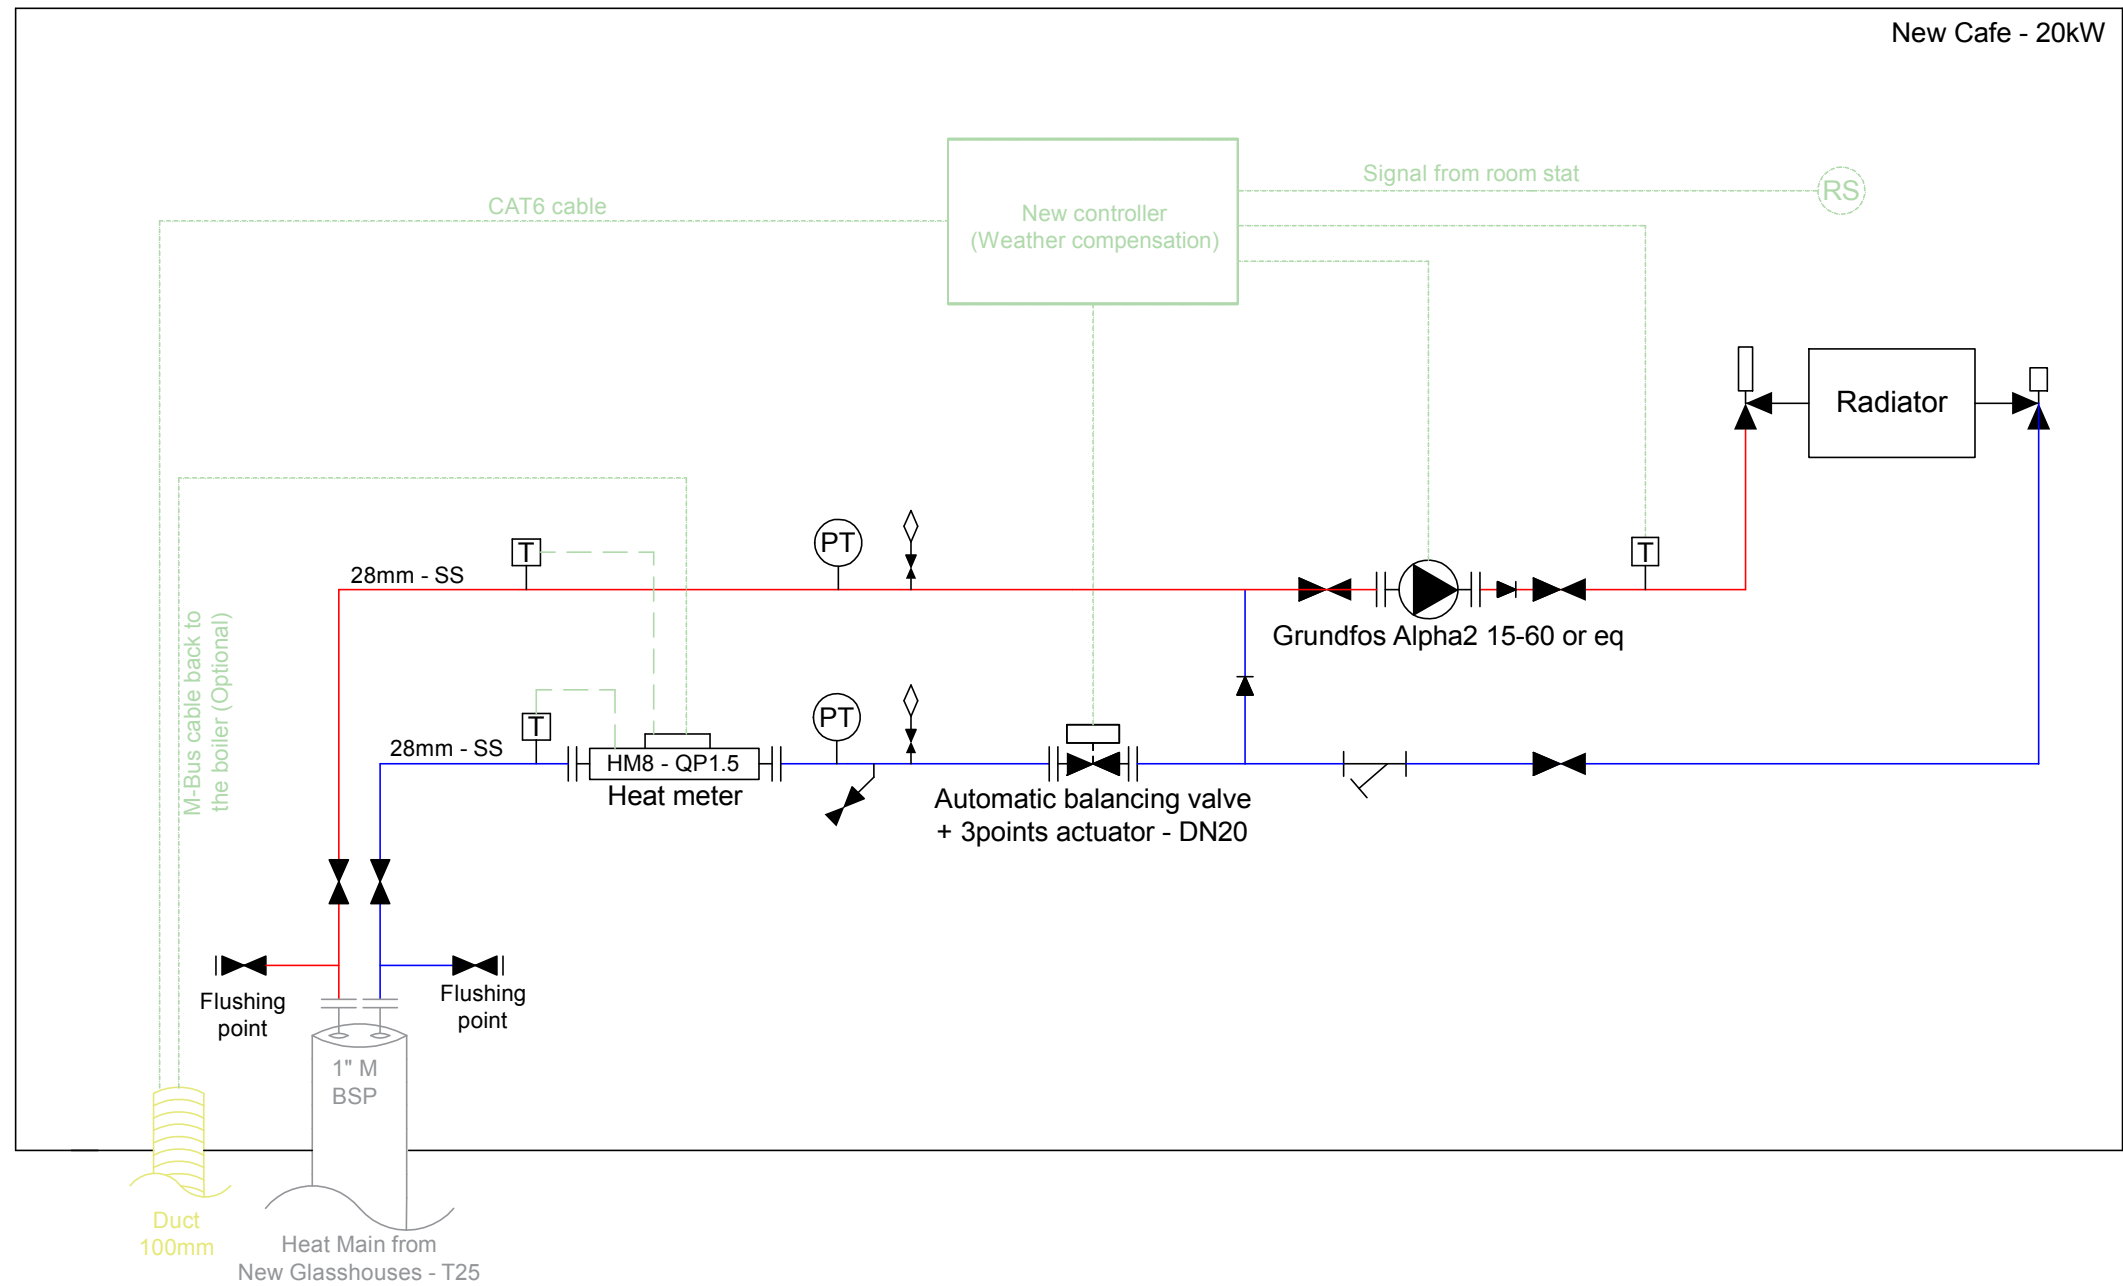 New Cafe - 20kW
Signal from room stat
RS
CAT6 cable
New controller
(Weather compensation)
Radiator
T
PT
T
28mm - SS
M-Bus cable back to
the boiler (Optional)
Grundfos Alpha2 15-60 or eq
T
PT
28mm - SS
HM8 - QP1.5
Heat meter
Automatic balancing valve
+ 3points actuator - DN20
Flushing
point
Flushing
point
1" M
BSP
Duct
100mm
Heat Main from
New Glasshouses - T25